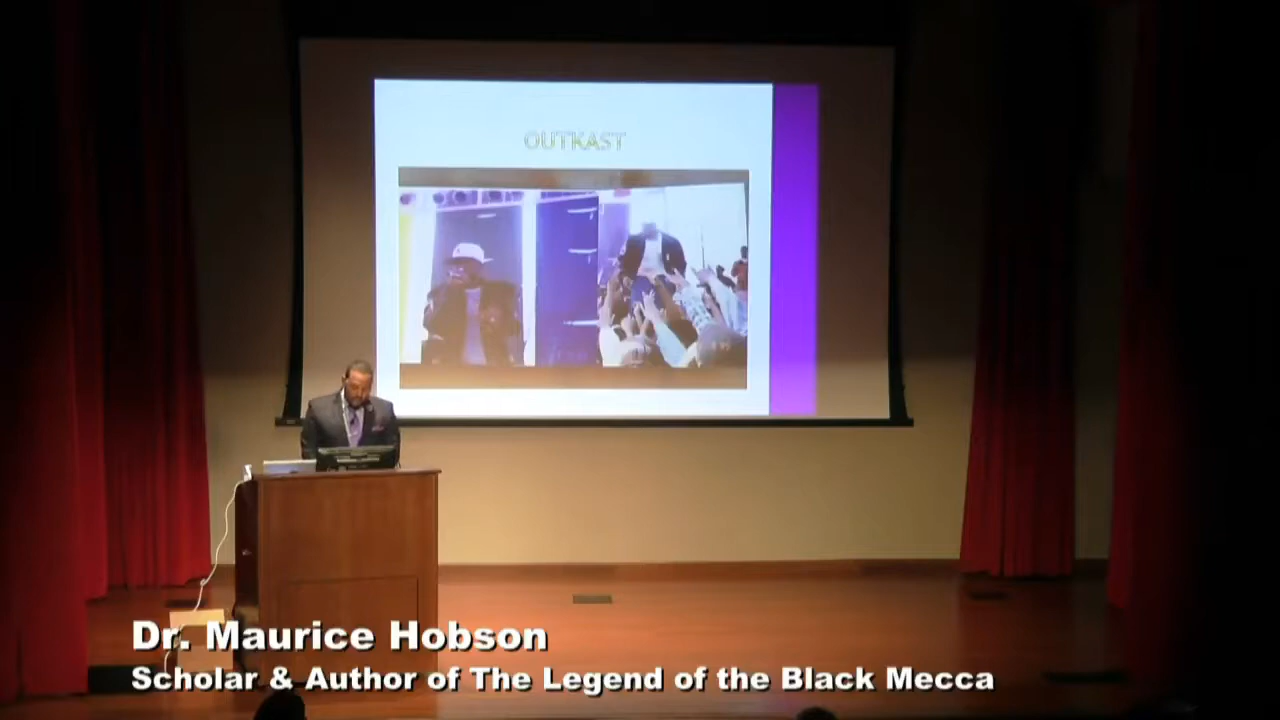 OUTKAST
Dr. Maurice Hobson
Scholar & Author of The Legend of the Black Mecca